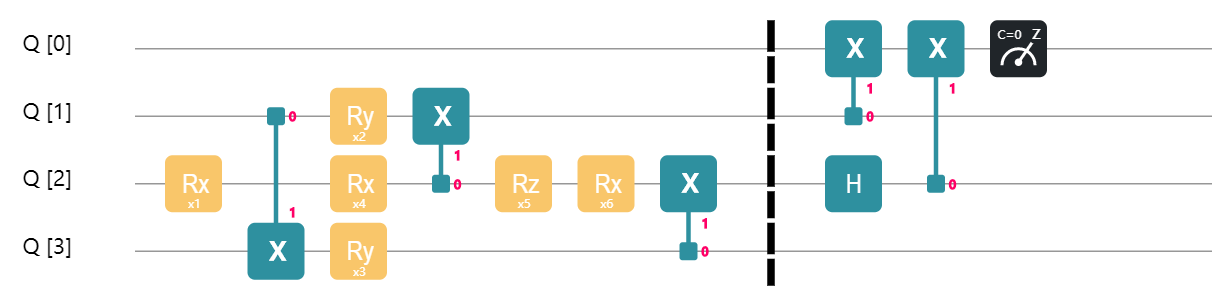 Q [0] X X C=0 Z
1 1
Q [1] 0 Ry x2 X 0
1
Q [2] Rx x1 Rx x4 0 Rz x5 Rx x6 X H 0
1 1
Q [3] X Ry x3 0